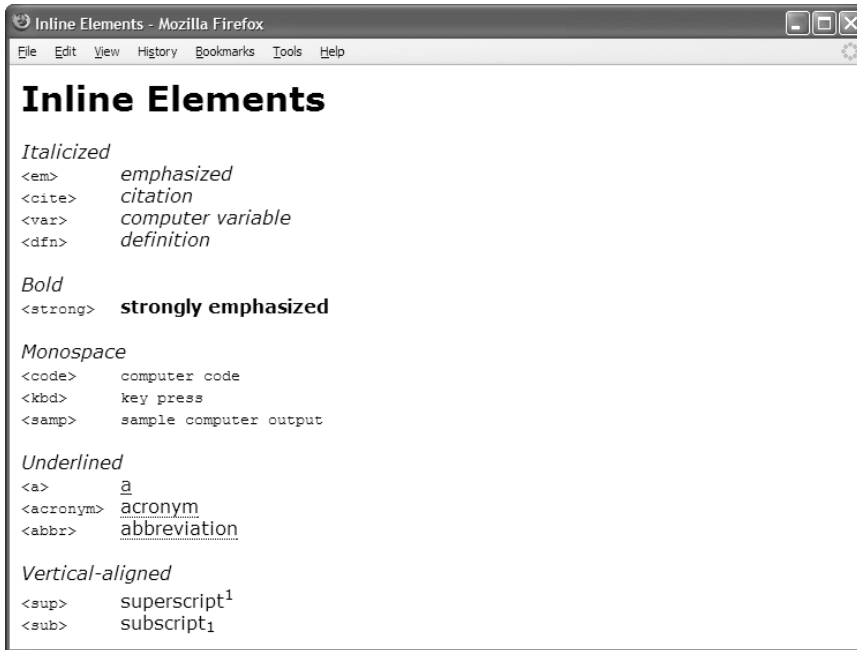 Inline Elements - Mozilla Firefox
File Edit View History Bookmarks Tools Help
Inline Elements
Italicized
<em> emphasized
<cite> citation
<var> computer variable
<dfn> definition
Bold
<strong> strongly emphasized
Monospace
<code> computer code
<kbd> key press
<samp> sample computer output
Underlined
<a> a
<acronym> acronym
<abbr> abbreviation
Vertical-aligned
<sup> superscript1
<sub> subscript1